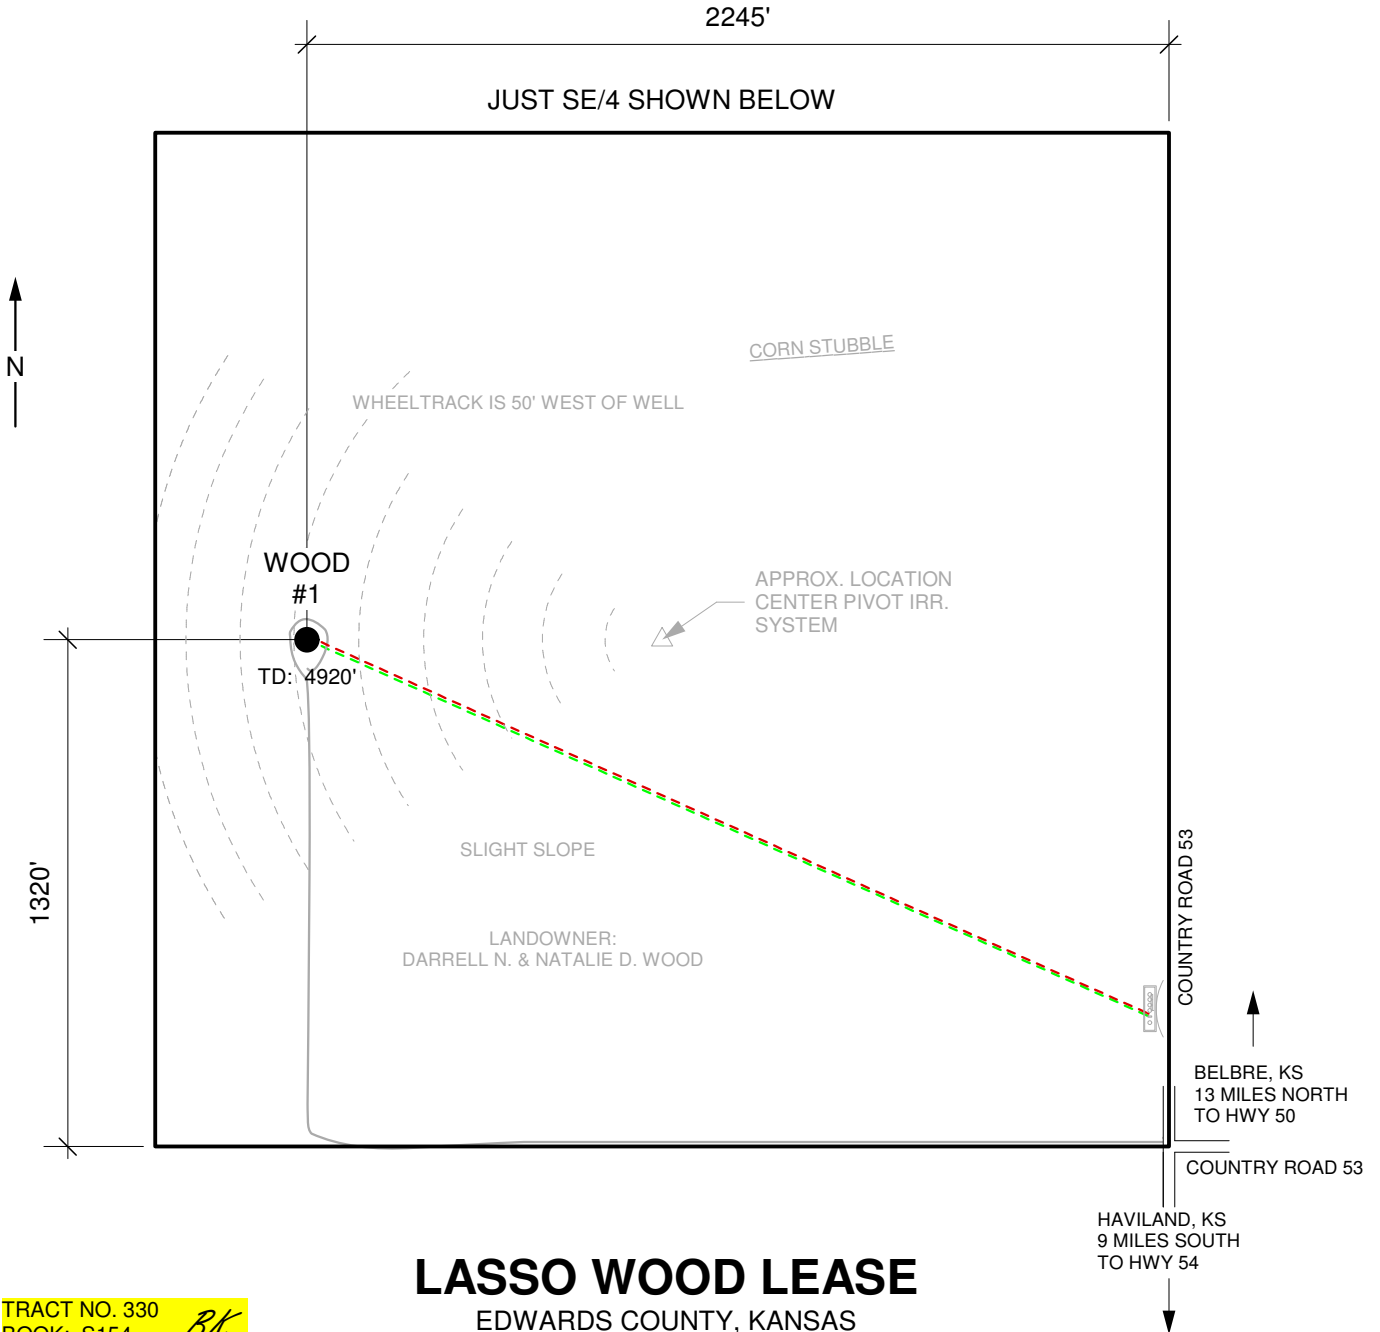 2245'
JUST SE/4 SHOWN BELOW
N
CORN STUBBLE
WHEELTRACK IS 50' WEST OF WELL
WOOD
#1
APPROX. LOCATION
CENTER PIVOT IRR.
SYSTEM
TD: 4920'
1320'
SLIGHT SLOPE
LANDOWNER:
DARRELL N. & NATALIE D. WOOD
COUNTRY ROAD 53
BELBRE, KS
13 MILES NORTH
TO HWY 50
COUNTRY ROAD 53
HAVILAND, KS
9 MILES SOUTH
TO HWY 54
LASSO WOOD LEASE
EDWARDS COUNTY, KANSAS
TRACT NO. 330
BOOK: S154
BK